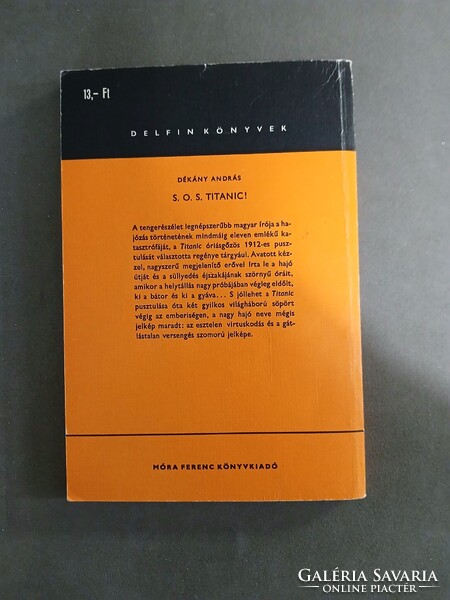 13,– Ft
DELFIN KÖNYVEK
DÉKÁNY ANDRÁS
S. O. S. TITANIC!
A tengerészélet legnépszerűbb magyar írója a ha-
józás történetének mindmáig eleven emlékű ka-
tasztrófáját, a Titanic óriásgőzös 1912-es pusz-
tulását választotta regénye tárgyául. Avatott kéz-
zel, nagyszerű megjelenítő erővel írta le a hajó
útját és a süllyedés éjszakájának szörnyű óráit,
amikor a helytállás nagy próbájában végleg eldőlt,
ki a bátor és ki a gyáva... S jóllehet a Titanic
pusztulása óta két gyilkos világháború söpört
végig az emberiségen, a nagy hajó neve mégis
jelkép maradt: az esztelen virtuskodás és a gát-
lástalan versengés szomorú jelképe.
MÓRA FERENC KÖNYVKIADÓ
GALÉRIA SAVARIA
ONLINE PIACTÉR